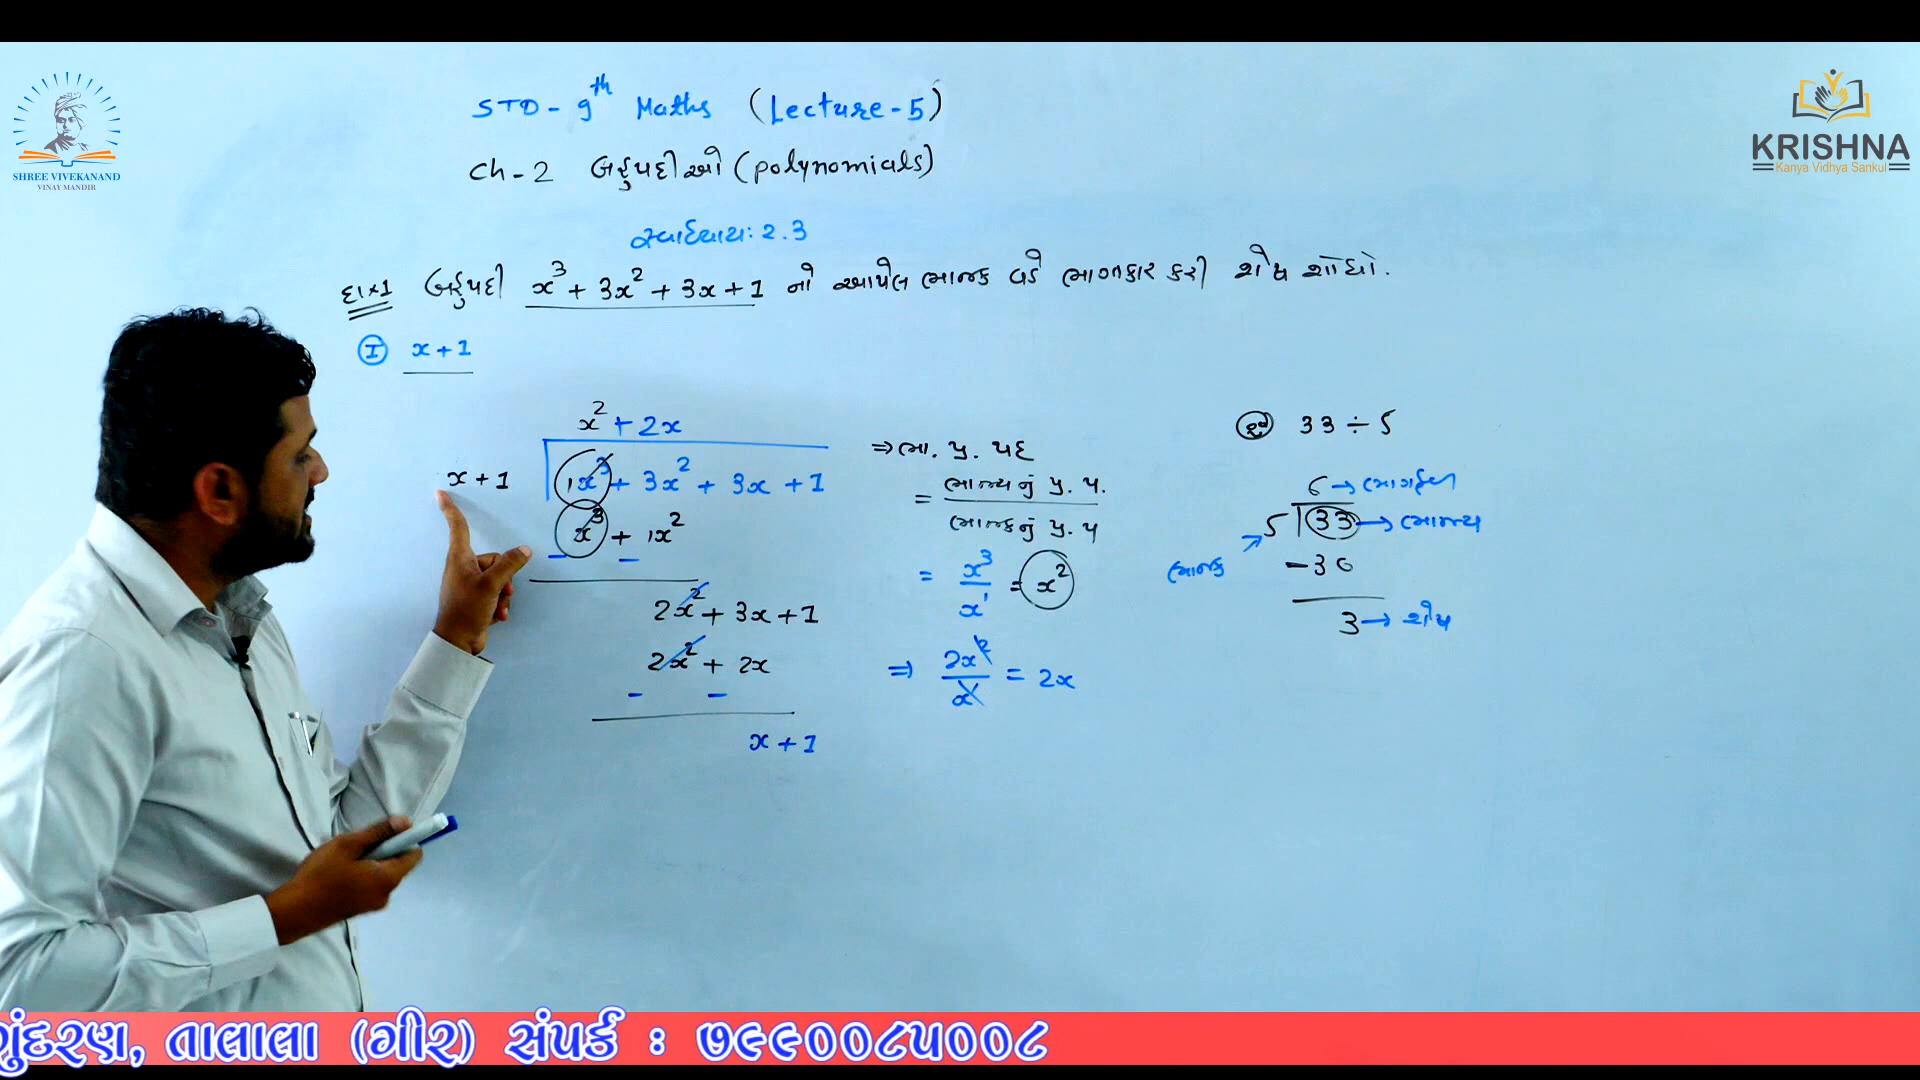 SHREE VIVEKANAND
VINAY MANDIR
KRISHNA
Kanya Vidhya Sankul
STD - 9th Maths (Lecture - 5)
Ch - 2 બહુપદીઓ (polynomials)
સ્વાધ્યાય: 2.3
દા×1 બહુપદી x³ + 3x² + 3x + 1 નો આપેલ ભાજક વડે ભાગાકાર કરી શેષ શોધો.
I x + 1
x² + 2x
x + 1 1x³ + 3x² + 3x + 1
x³ + 1x²
− −
2x² + 3x + 1
2x² + 2x
− −
x + 1
⇒ ભા. પ્ર. પદ
= ભાજ્યનું પ્ર. પ.
ભાજકનું પ્ર. પ
= x³ / x¹ = x²
⇒ 2x² / x = 2x
33 ÷ 5
6 → ભાગફળ
5 33 → ભાજ્ય
ભાજક
− 30
3 → શેષ
ગુંદરણ, તાલાલા (ગીર) સંપર્ક : ૭૯૯૦૦૮૫૦૦૮